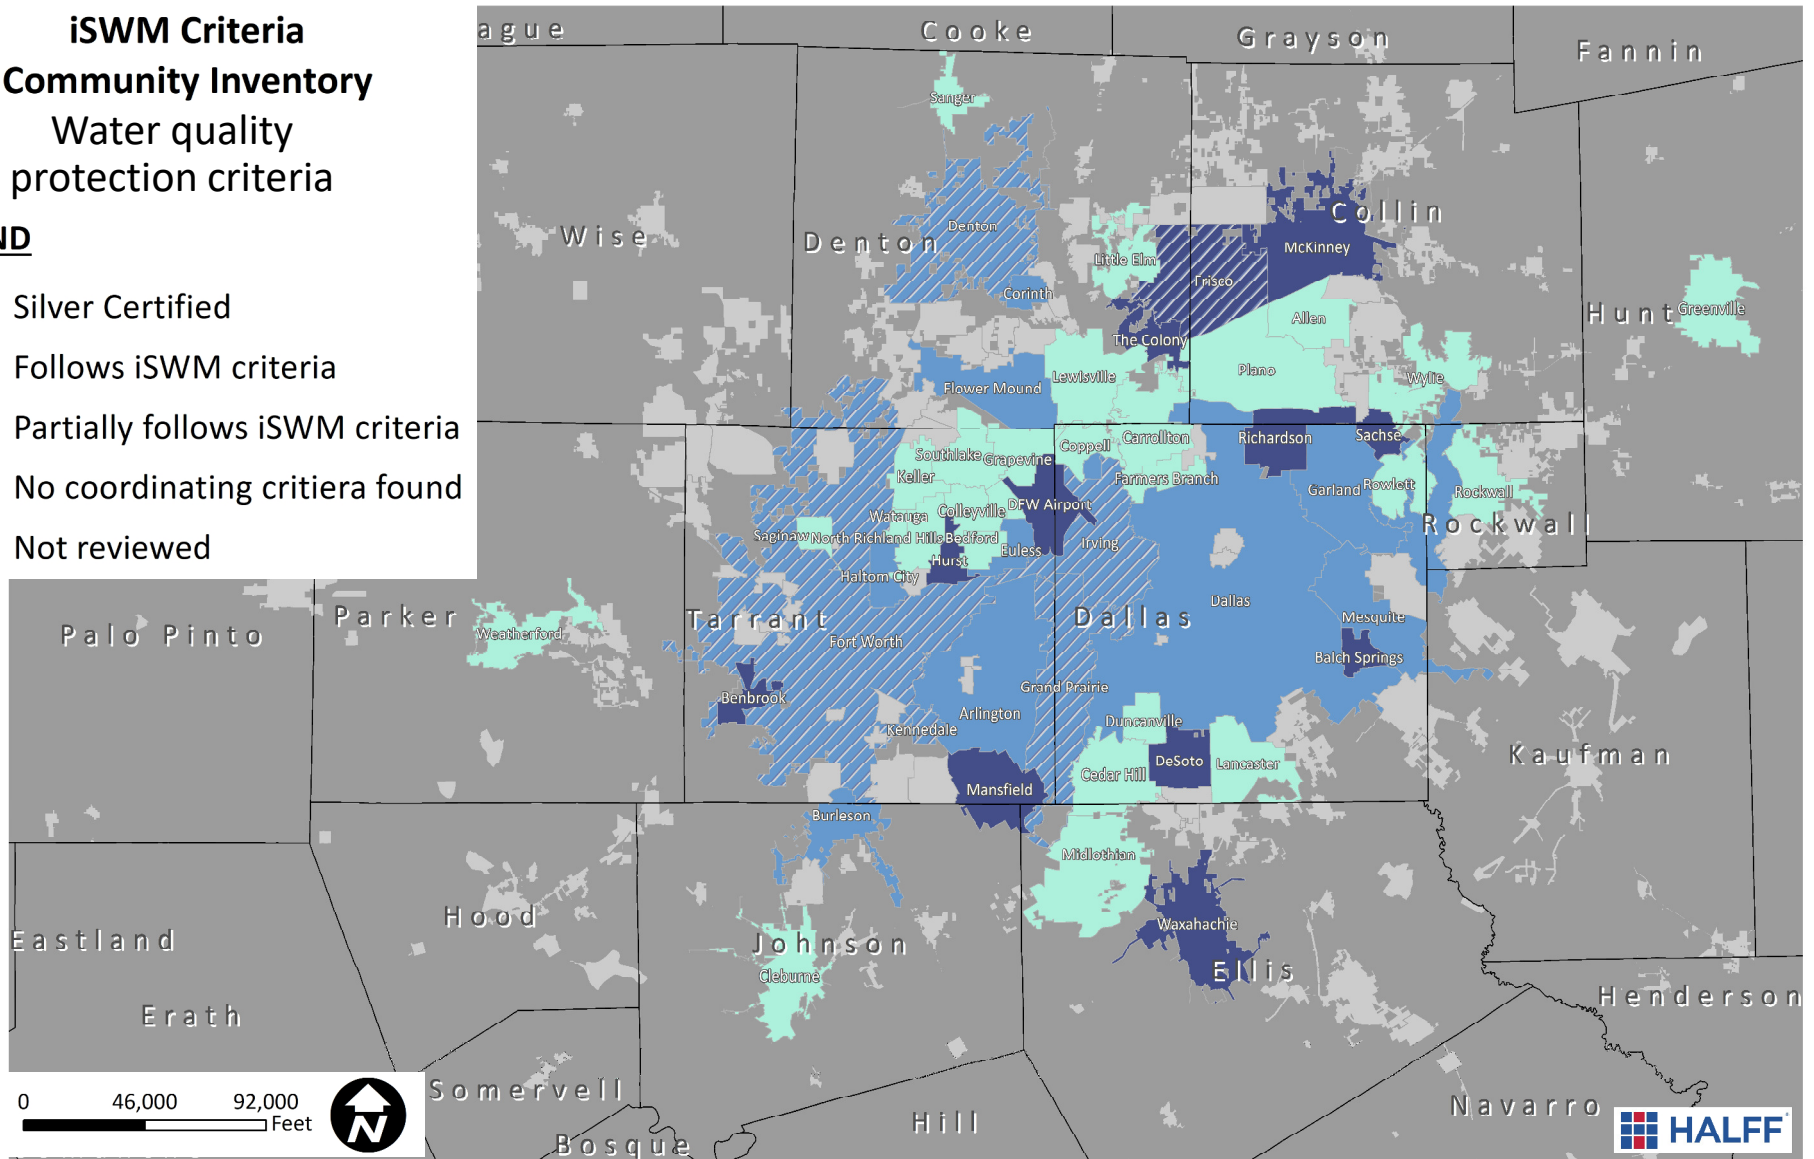 iSWM Criteria
Community Inventory
Water quality
protection criteria
ND
Silver Certified
Follows iSWM criteria
Partially follows iSWM criteria
No coordinating critiera found
Not reviewed
ague
Cooke
Grayson
Fannin
Sanger
Wise
Denton
Denton
Collin
McKinney
Little Elm
Frisco
Corinth
Hunt
Greenville
Allen
The Colony
Plano
Lewisville
Wylie
Flower Mound
Richardson
Sachse
Carrollton
Coppell
Southlake
Grapevine
Keller
Farmers Branch
Garland
Rowlett
Rockwall
DFW Airport
Colleyville
Watauga
Rockwall
Saginaw
North Richland Hills
Bedford
Irving
Euless
Hurst
Haltom City
Dallas
Palo Pinto
Parker
Weatherford
Tarrant
Dallas
Mesquite
Fort Worth
Balch Springs
Grand Prairie
Benbrook
Arlington
Duncanville
Kennedale
Kaufman
DeSoto
Lancaster
Cedar Hill
Mansfield
Burleson
Midlothian
Hood
Waxahachie
Eastland
Johnson
Cleburne
Ellis
Henderson
Erath
Somervell
Navarro
Hill
Bosque
0 46,000 92,000
Feet
N
HALFF